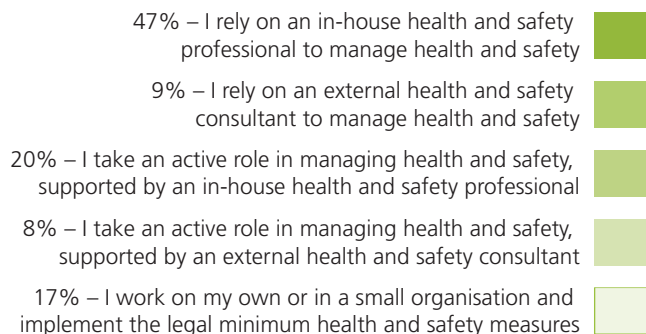 47% – I rely on an in-house health and safety
professional to manage health and safety
9% – I rely on an external health and safety
consultant to manage health and safety
20% – I take an active role in managing health and safety,
supported by an in-house health and safety professional
8% – I take an active role in managing health and safety,
supported by an external health and safety consultant
17% – I work on my own or in a small organisation and
implement the legal minimum health and safety measures